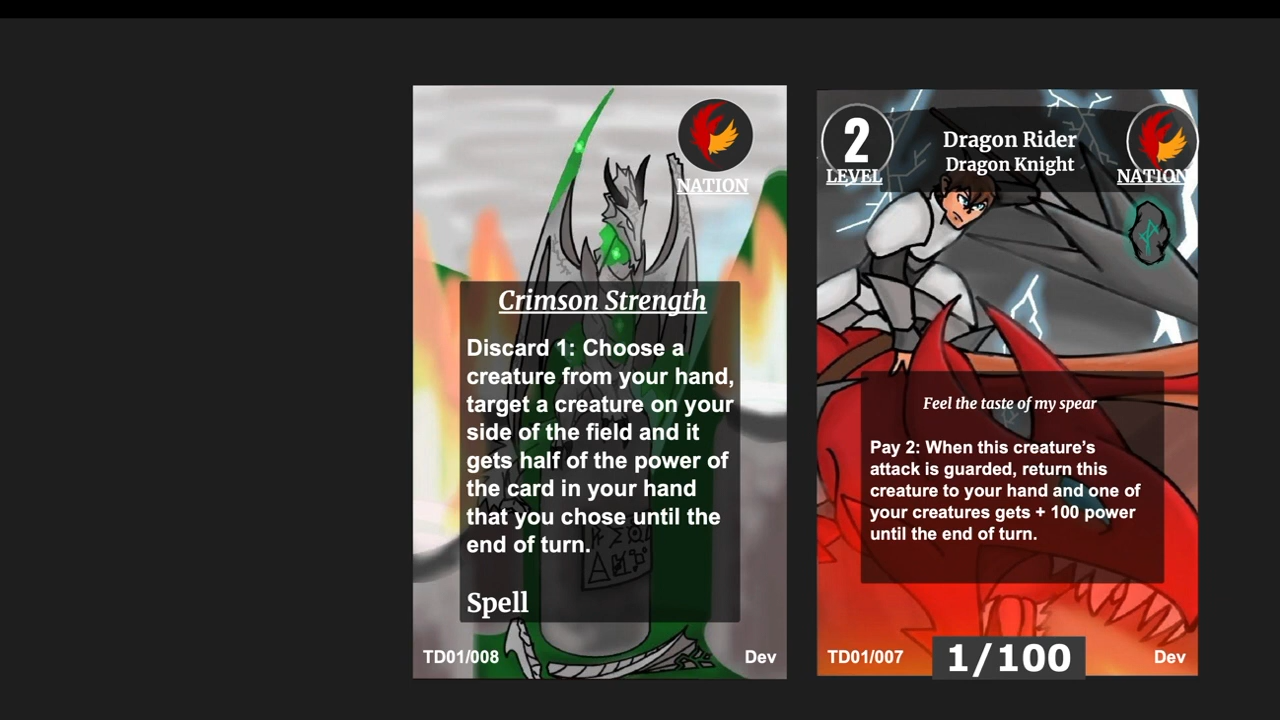 NATION
Crimson Strength
Discard 1: Choose a
creature from your hand,
target a creature on your
side of the field and it
gets half of the power of
the card in your hand
that you chose until the
end of turn.
Spell
TD01/008
Dev
2
LEVEL
Dragon Rider
Dragon Knight
NATION
Feel the taste of my spear
Pay 2: When this creature’s
attack is guarded, return this
creature to your hand and one of
your creatures gets + 100 power
until the end of turn.
TD01/007
1/100
Dev